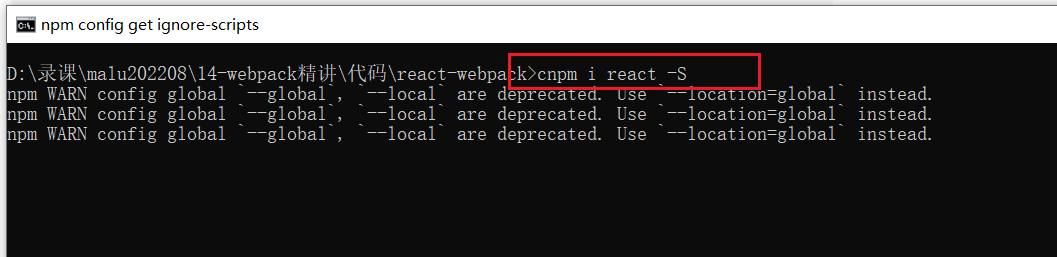 npm config get ignore-scripts
D:\录课\malu202208\14-webpack精讲\代码\react-webpack>cnpm i react -S
npm WARN config global `--global`, `--local` are deprecated. Use `--location=global` instead.
npm WARN config global `--global`, `--local` are deprecated. Use `--location=global` instead.
npm WARN config global `--global`, `--local` are deprecated. Use `--location=global` instead.